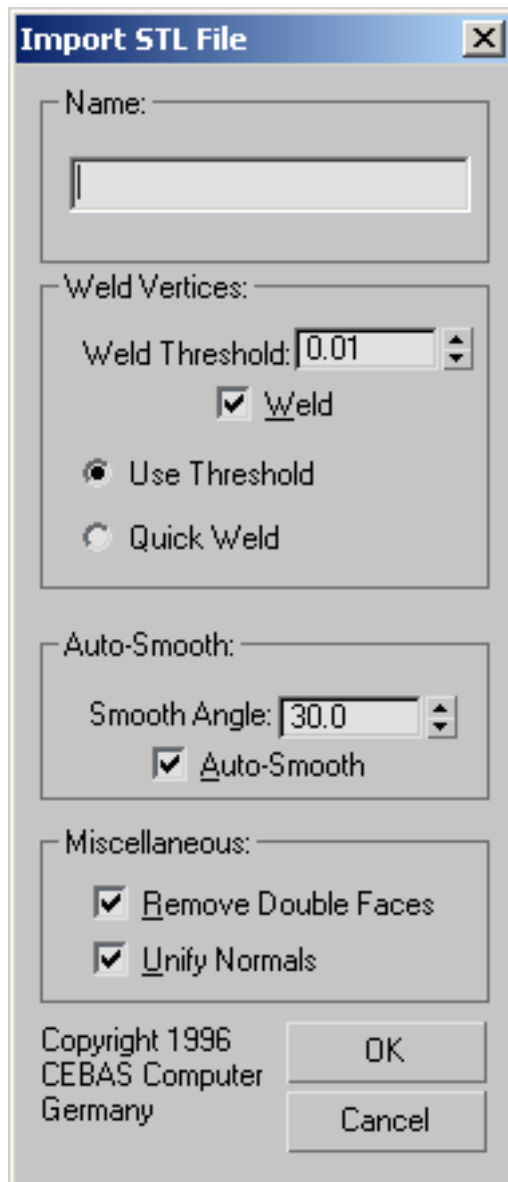 Import STL File
Name:
Weld Vertices:
Weld Threshold: 0.01
Weld
Use Threshold
Quick Weld
Auto-Smooth:
Smooth Angle: 30.0
Auto-Smooth
Miscellaneous:
Remove Double Faces
Unify Normals
Copyright 1996
CEBAS Computer
Germany
OK
Cancel